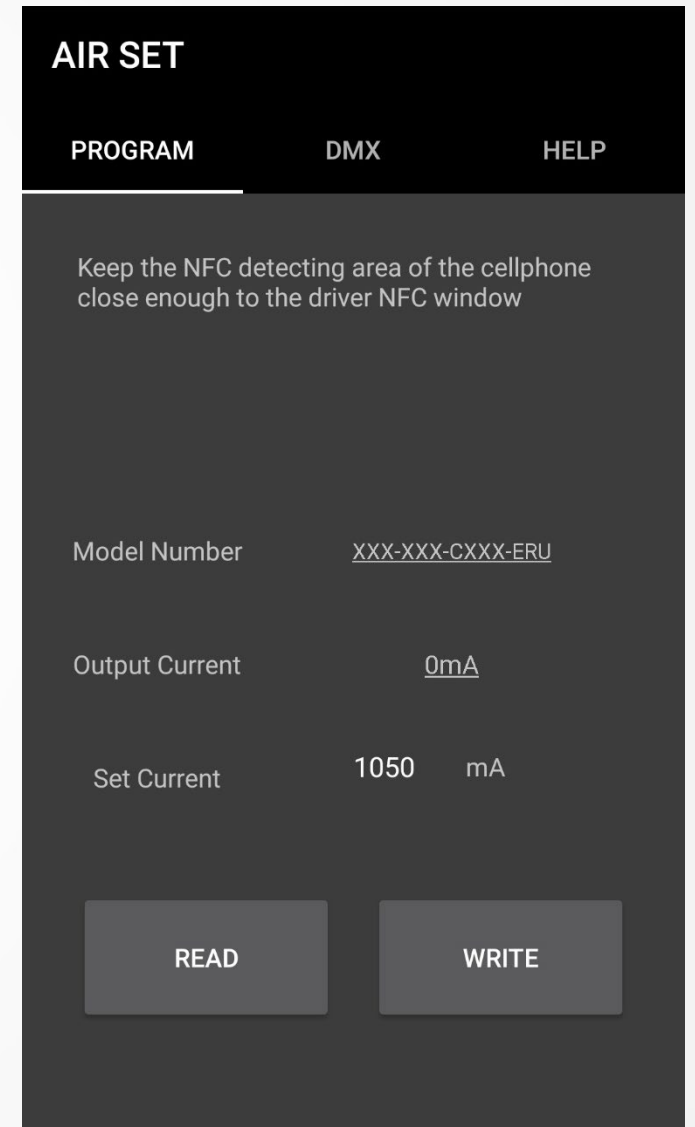 AIR SET
PROGRAM DMX HELP
Keep the NFC detecting area of the cellphone
close enough to the driver NFC window
Model Number XXX-XXX-CXXX-ERU
Output Current 0mA
Set Current 1050 mA
READ WRITE